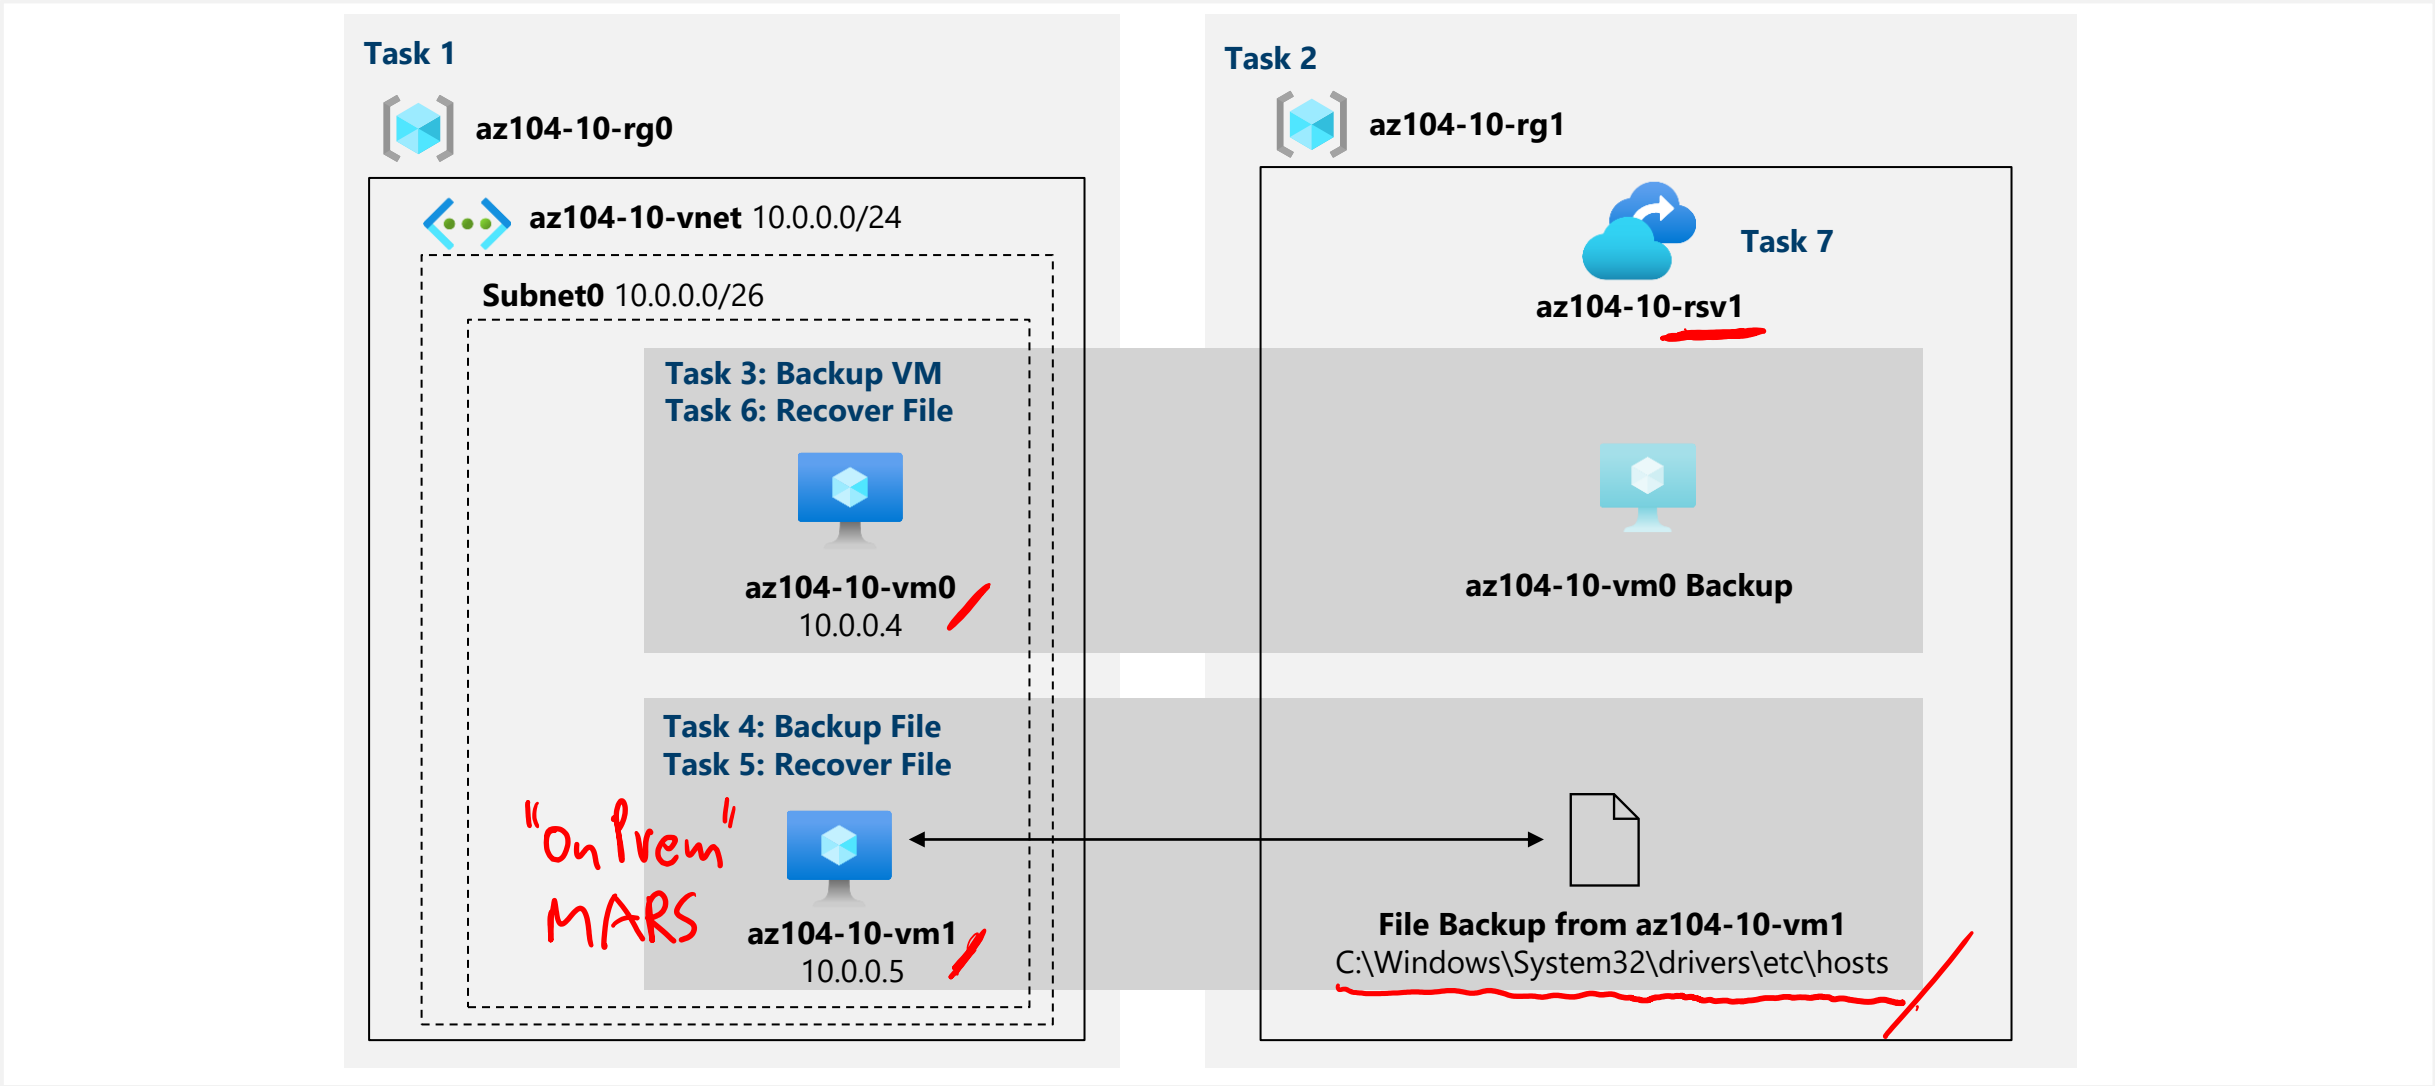 Task 1
az104-10-rg0
az104-10-vnet 10.0.0.0/24
Subnet0 10.0.0.0/26
Task 3: Backup VM
Task 6: Recover File
az104-10-vm0
10.0.0.4
Task 4: Backup File
Task 5: Recover File
"On Prem"
MARS
az104-10-vm1
10.0.0.5
Task 2
az104-10-rg1
Task 7
az104-10-rsv1
az104-10-vm0 Backup
File Backup from az104-10-vm1
C:\Windows\System32\drivers\etc\hosts